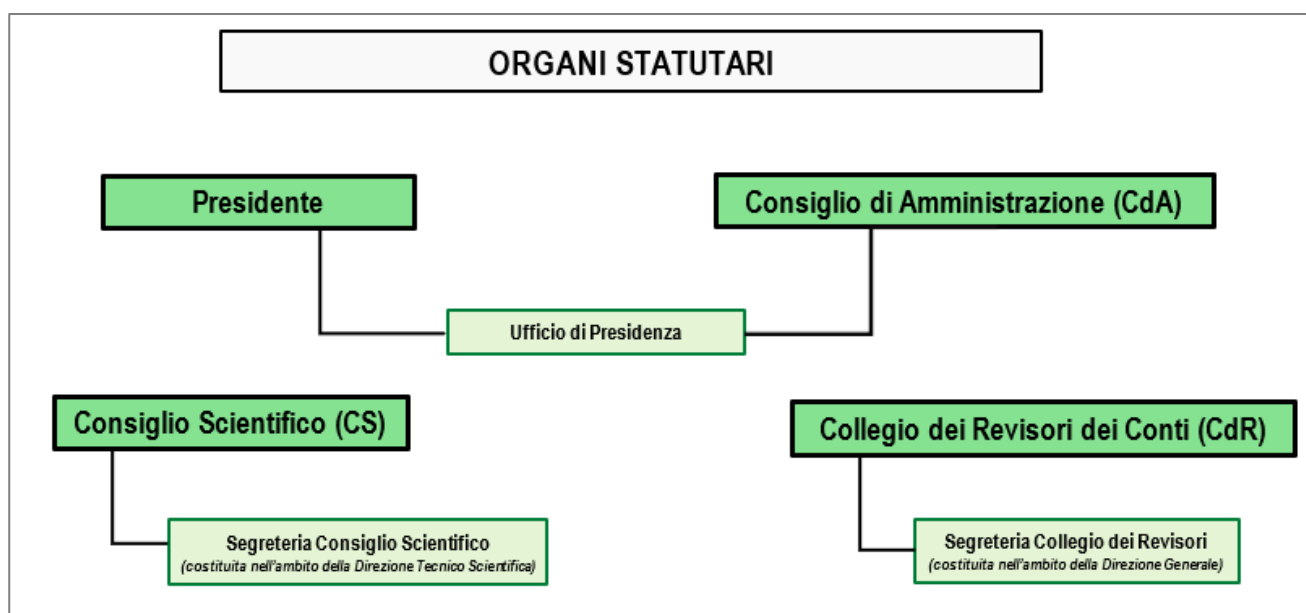 ORGANI STATUTARI
Presidente
Consiglio di Amministrazione (CdA)
Ufficio di Presidenza
Consiglio Scientifico (CS)
Collegio dei Revisori dei Conti (CdR)
Segreteria Consiglio Scientifico
(costituita nell'ambito della Direzione Tecnico Scientifica)
Segreteria Collegio dei Revisori
(costituita nell'ambito della Direzione Generale)